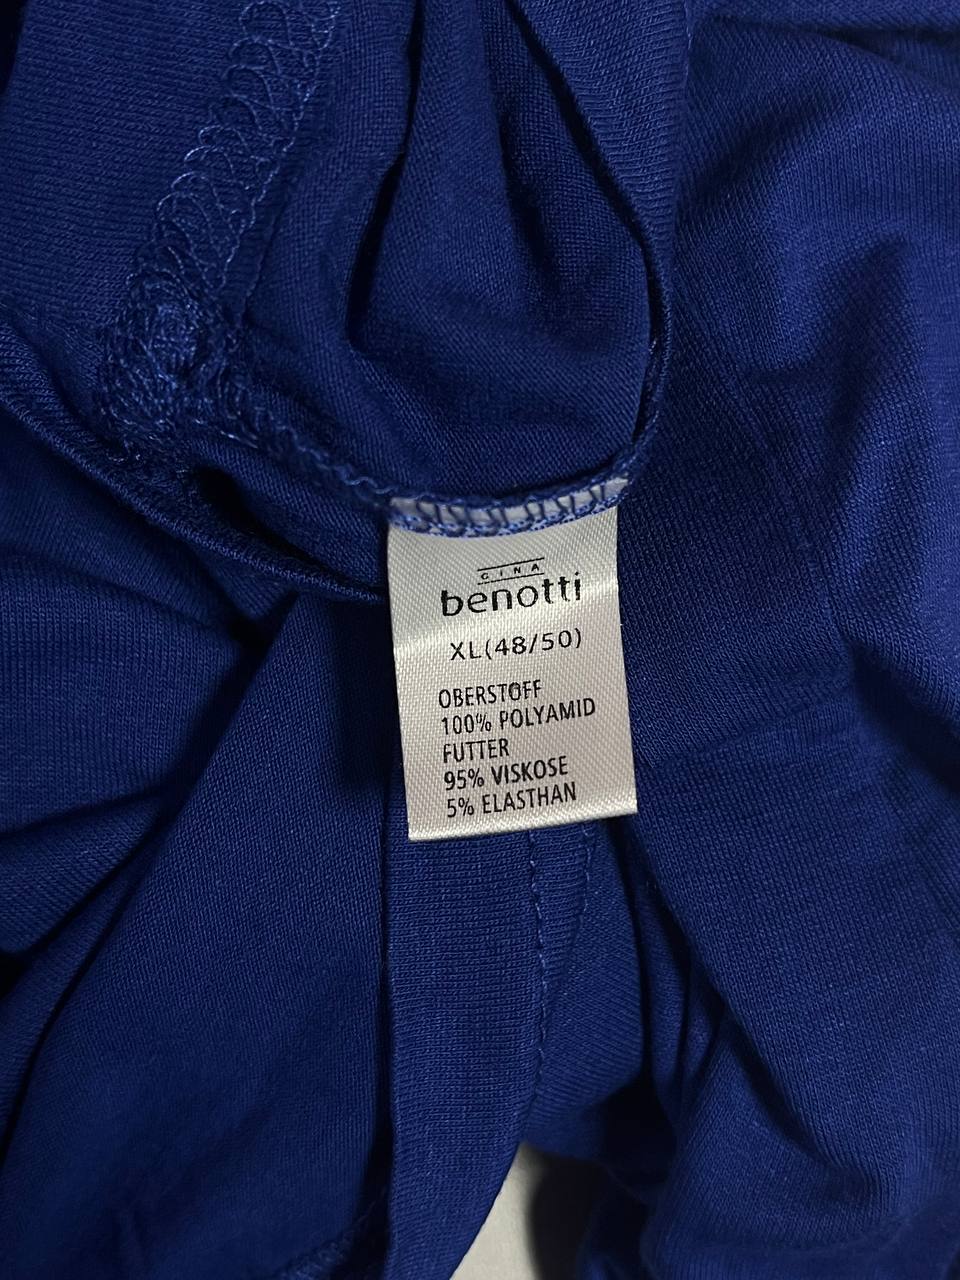 GINA
benotti
XL(48/50)
OBERSTOFF
100% POLYAMID
FUTTER
95% VISKOSE
5% ELASTHAN